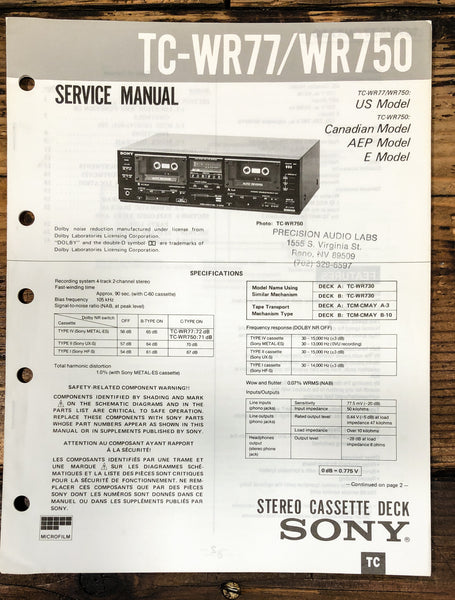 TC-WR77/WR750
SERVICE MANUAL
TC-WR77/WR750:
US Model
TC-WR750:
Canadian Model
AEP Model
E Model
SONY
Photo: TC-WR750
Dolby noise reduction manufactured under license from
Dolby Laboratories Licensing Corporation.
"DOLBY" and the double-D symbol are trademarks of
Dolby Laboratories Licensing Corporation.
PRECISION AUDIO LABS
1555 S. Virginia St.
Reno, NV 89509
SPECIFICATIONS
Recording system 4-track 2-channel stereo
Fast-winding time
Approx. 90 sec. (with C-60 cassette)
Bias frequency 105 kHz
Signal-to-noise ratio (NAB, at peak level)
Dolby NR switch
Cassette
OFF B-TYPE ON C-TYPE ON
TYPE IV (Sony METAL-ES) 58 dB 65 dB TC-WR77:72 dB
TC-WR750:71 dB
TYPE II (Sony UX-S) 57 dB 64 dB 70 dB
TYPE I (Sony HF-S) 54 dB 61 dB 67 dB
Total harmonic distortion
1.0% (with Sony METAL-ES cassette)
SAFETY-RELATED COMPONENT WARNING!!
COMPONENTS IDENTIFIED BY SHADING AND MARK
ON THE SCHEMATIC DIAGRAMS AND IN THE
PARTS LIST ARE CRITICAL TO SAFE OPERATION.
REPLACE THESE COMPONENTS WITH SONY PARTS
WHOSE PART NUMBERS APPEAR AS SHOWN IN THIS
MANUAL OR IN SUPPLEMENTS PUBLISHED BY SONY.
ATTENTION AU COMPOSANT AYANT RAPPORT
À LA SÉCURITÉ!
LES COMPOSANTS IDENTIFIÉS PAR UNE TRAME ET
UNE MARQUE SUR LES DIAGRAMMES SCHÉ-
MATIQUES ET LA LISTE DES PIÈCES SONT CRITIQUES
POUR LA SÉCURITÉ DE FONCTIONNEMENT. NE REM-
PLACER CES COMPOSANTS QUE PAR DES PIÈCES
SONY DONT LES NUMÉROS SONT DONNÉS DANS CE
MANUEL OU DANS LES SUPPLÉMENTS PUBLIÉS PAR
SONY.
MICROFILM
Model Name Using
Similar Mechanism
DECK A: TC-WR730
DECK B: TC-WR730
Tape Transport
Mechanism Type
DECK A: TCM-CMAY A-3
DECK B: TCM-CMAY B-10
Frequency response (DOLBY NR OFF)
TYPE IV cassette
(Sony METAL-ES)
30 - 15,000 Hz (±3 dB)
30 - 13,000 Hz (0VU recording)
TYPE II cassette
(Sony UX-S)
30 - 15,000 Hz (±3 dB)
TYPE I cassette
(Sony HF-S)
30 - 14,000 Hz (±3 dB)
Wow and flutter 0.07% WRMS (NAB)
Inputs/Outputs
Line inputs
(phono jacks)
Sensitivity 77.5 mV (-20 dB)
Input impedance 50 kilohms
Line outputs
(phono jacks)
Rated output level 0.44 V (-5 dB) at load
impedance 47 kilohms
Load impedance Over 10 kilohms
Headphones
output
(stereo phone
jack)
Output level -28 dB at load
impedance 8 ohms
0 dB = 0.775 V
—Continued on page 2—
STEREO CASSETTE DECK
SONY®
TC